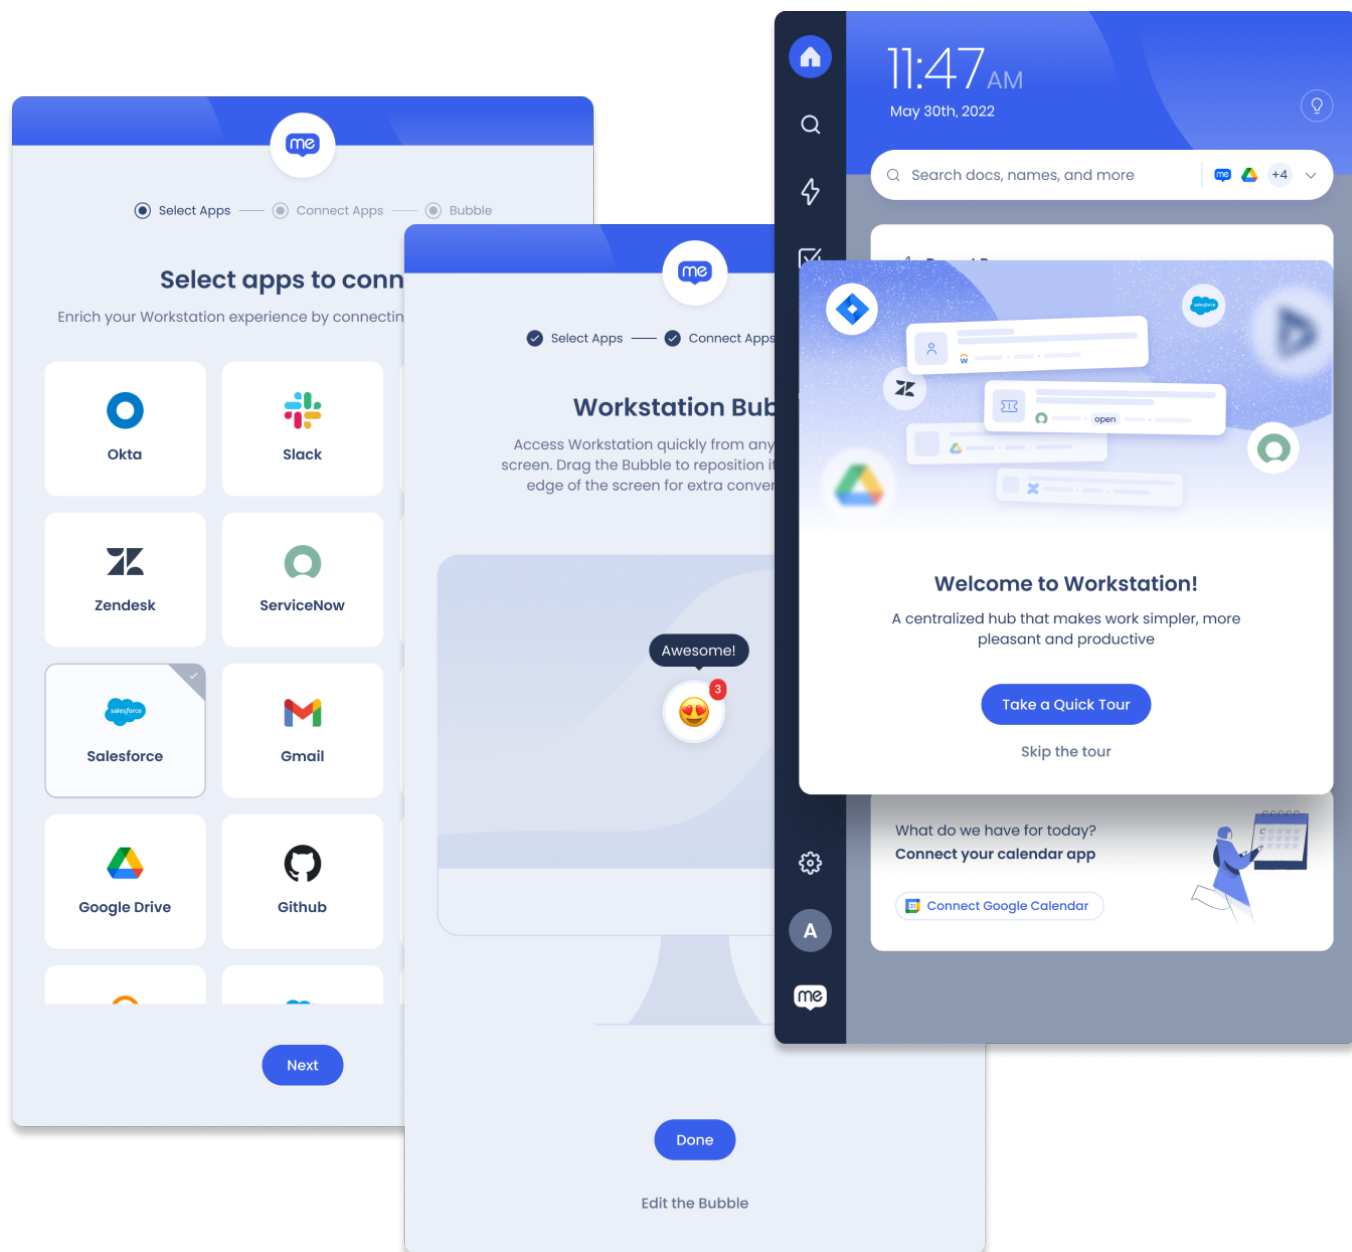 me
Select Apps
Connect Apps
Bubble
Select apps to conn
Enrich your Workstation experience by connectin
Okta
Slack
Zendesk
ServiceNow
salesforce
Salesforce
Gmail
Google Drive
Github
Next
me
Select Apps
Connect Apps
Workstation Bub
Access Workstation quickly from any
screen. Drag the Bubble to reposition it
edge of the screen for extra conver
Awesome!
3
Done
Edit the Bubble
11:47 AM
May 30th, 2022
Search docs, names, and more
me
+4
salesforce
open
Welcome to Workstation!
A centralized hub that makes work simpler, more
pleasant and productive
Take a Quick Tour
Skip the tour
What do we have for today?
Connect your calendar app
31
Connect Google Calendar
A
me